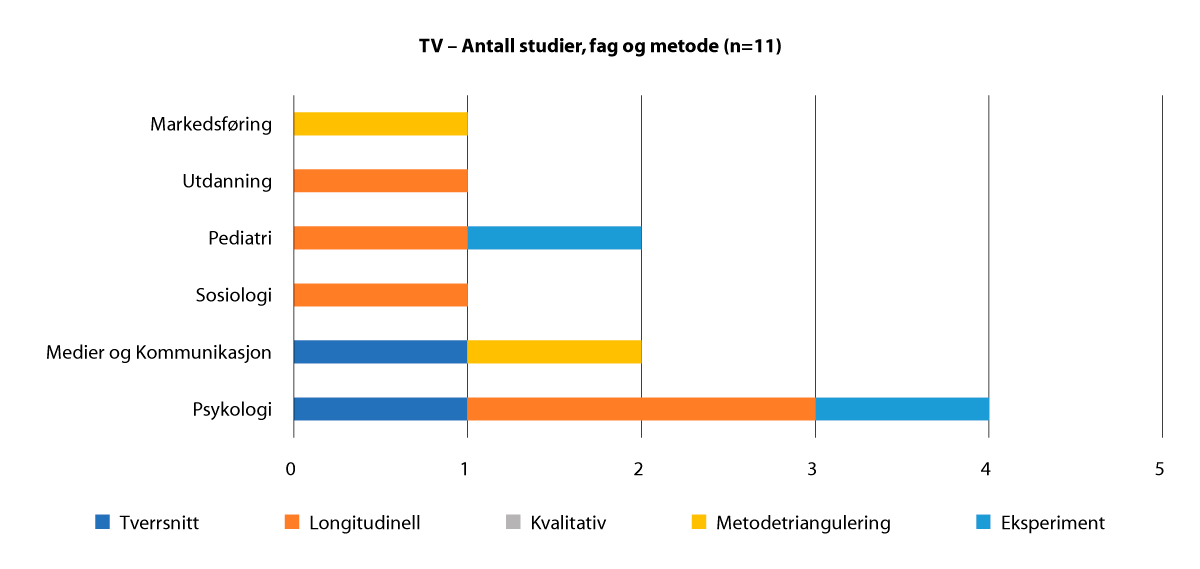 TV – Antall studier, fag og metode (n=11)
Markedsføring
Utdanning
Pediatri
Sosiologi
Medier og Kommunikasjon
Psykologi
0 1 2 3 4 5
Tverrsnitt Longitudinell Kvalitativ Metodetriangulering Eksperiment